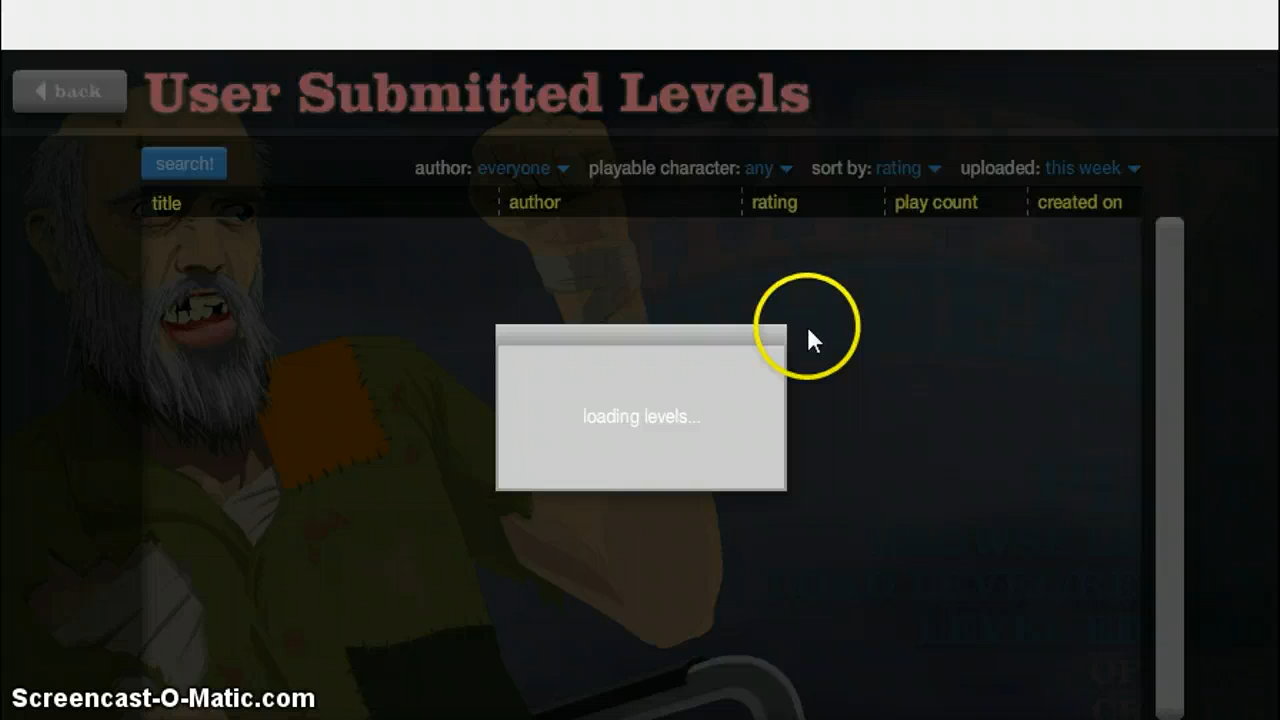 back
User Submitted Levels
search!
author: everyone playable character: any sort by: rating uploaded: this week
title author rating play count created on
loading levels...
Screencast-O-Matic.com